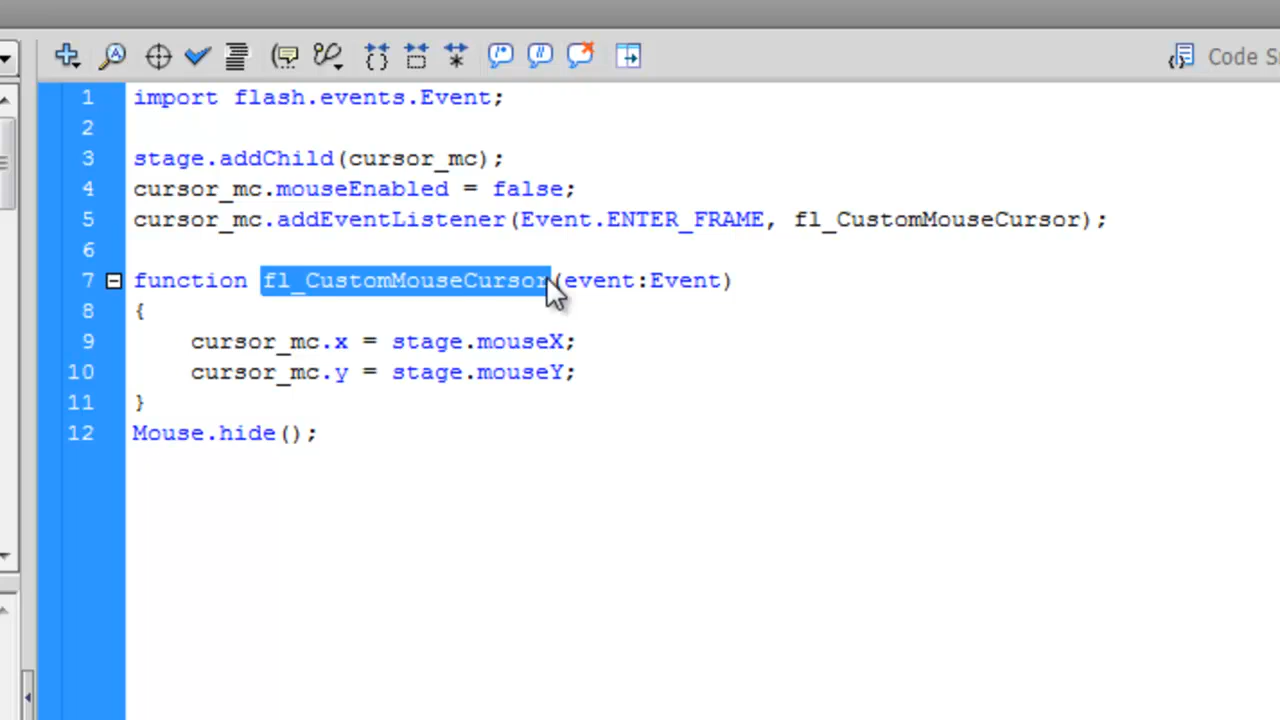 Code S
1 import flash.events.Event;
2
3 stage.addChild(cursor_mc);
4 cursor_mc.mouseEnabled = false;
5 cursor_mc.addEventListener(Event.ENTER_FRAME, fl_CustomMouseCursor);
6
7 function fl_CustomMouseCursor(event:Event)
8 {
9 cursor_mc.x = stage.mouseX;
10 cursor_mc.y = stage.mouseY;
11 }
12 Mouse.hide();